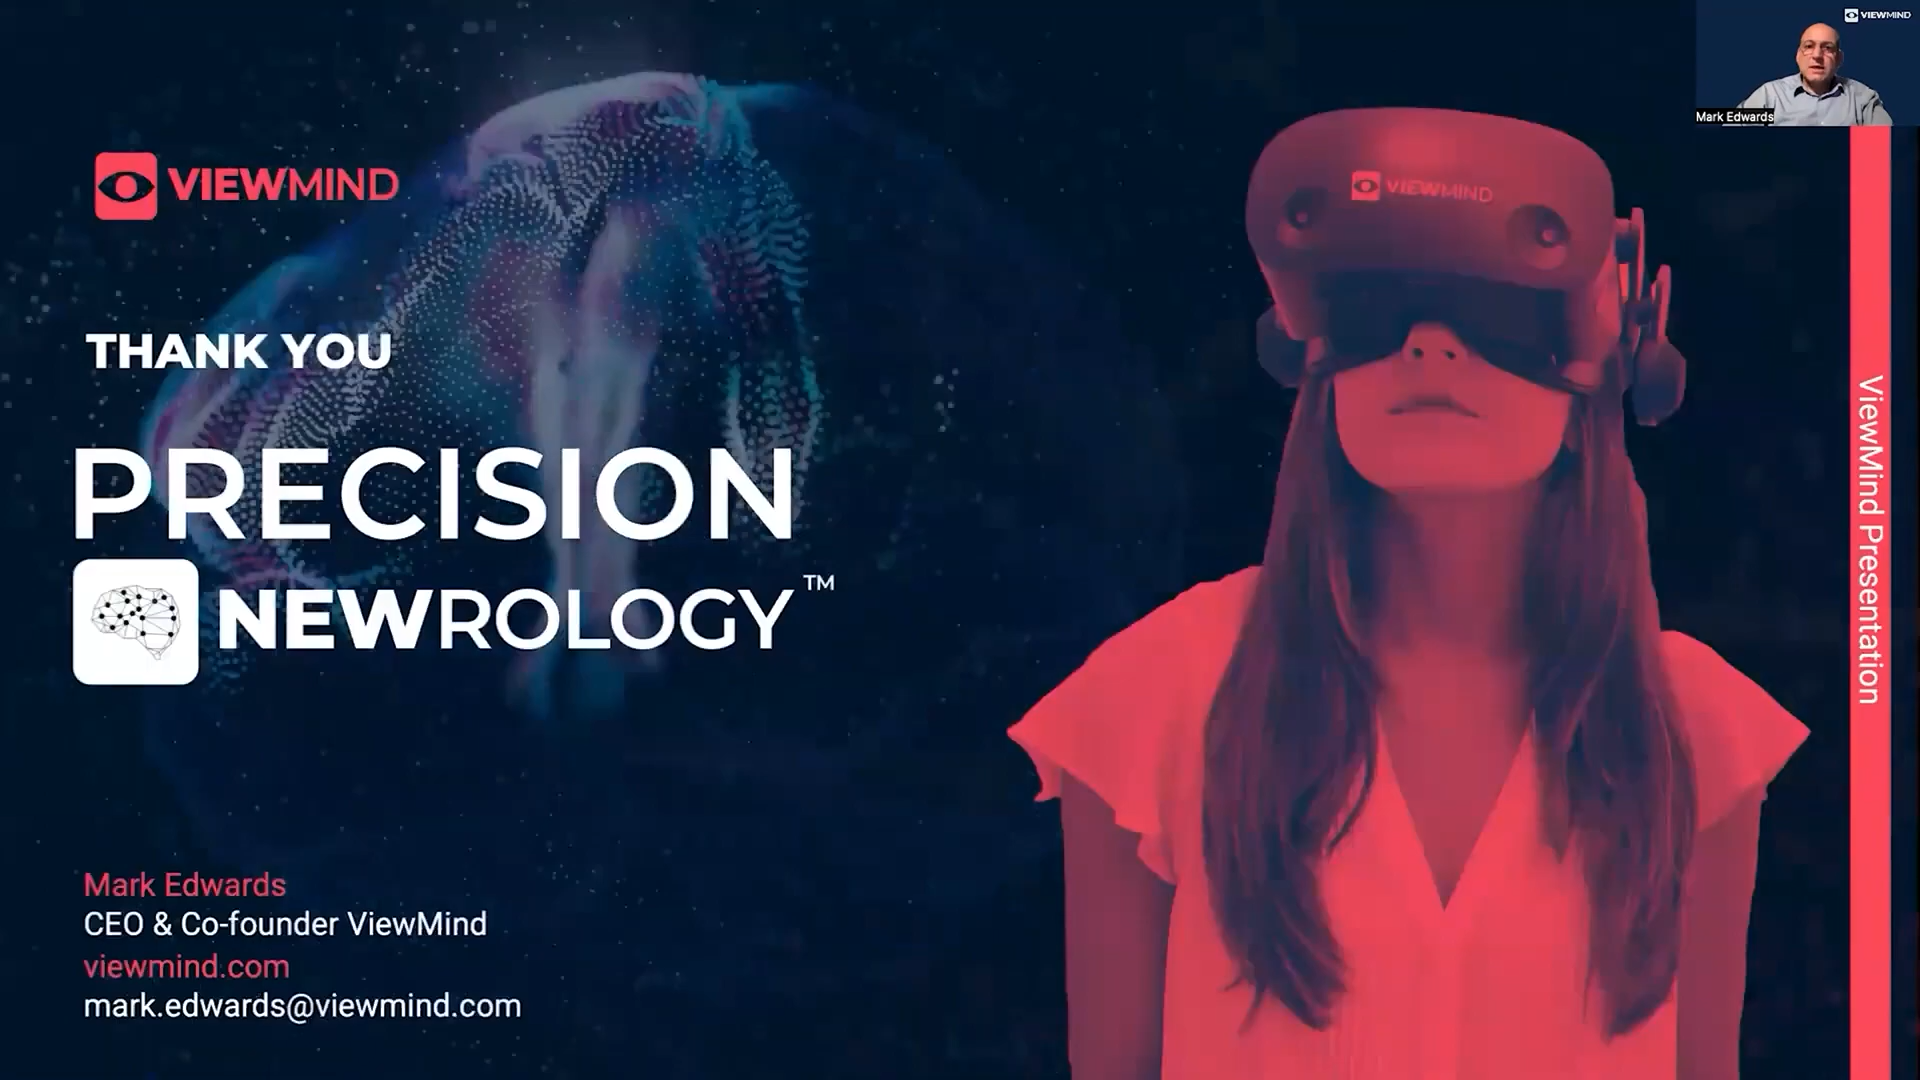 VIEWMIND
Mark Edwards
VIEWMIND
VIEWMIND
THANK YOU
PRECISION
NEWROLOGY™
ViewMind Presentation
Mark Edwards
CEO & Co-founder ViewMind
viewmind.com
mark.edwards@viewmind.com